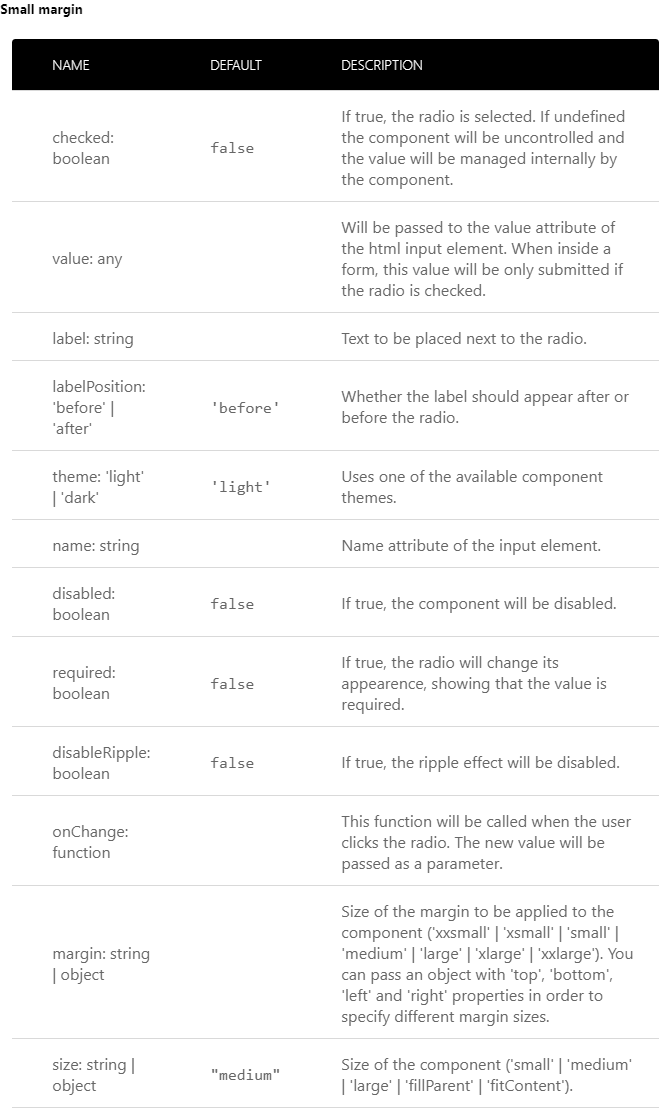 Small margin
NAME DEFAULT DESCRIPTION
checked:
boolean
false
If true, the radio is selected. If undefined
the component will be uncontrolled and
the value will be managed internally by
the component.
value: any
Will be passed to the value attribute of
the html input element. When inside a
form, this value will be only submitted if
the radio is checked.
label: string
Text to be placed next to the radio.
labelPosition:
'before' |
'after'
'before'
Whether the label should appear after or
before the radio.
theme: 'light'
| 'dark'
'light'
Uses one of the available component
themes.
name: string
Name attribute of the input element.
disabled:
boolean
false
If true, the component will be disabled.
required:
boolean
false
If true, the radio will change its
appearence, showing that the value is
required.
disableRipple:
boolean
false
If true, the ripple effect will be disabled.
onChange:
function
This function will be called when the user
clicks the radio. The new value will be
passed as a parameter.
margin: string
| object
Size of the margin to be applied to the
component ('xxsmall' | 'xsmall' | 'small' |
'medium' | 'large' | 'xlarge' | 'xxlarge'). You
can pass an object with 'top', 'bottom',
'left' and 'right' properties in order to
specify different margin sizes.
size: string |
object
"medium"
Size of the component ('small' | 'medium'
| 'large' | 'fillParent' | 'fitContent').